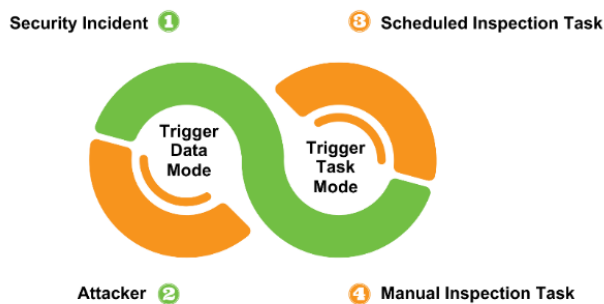 Security Incident 1
3 Scheduled Inspection Task
Trigger
Data
Mode
Trigger
Task
Mode
Attacker 2
4 Manual Inspection Task